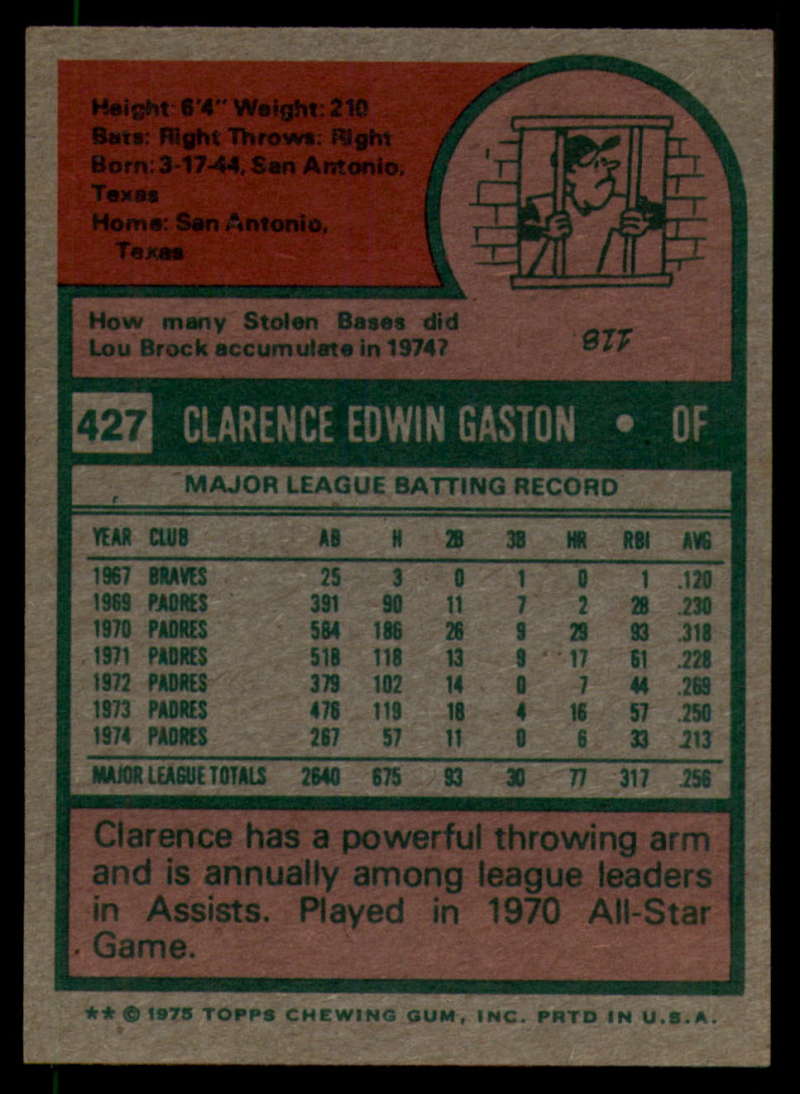 Height: 6'4" Weight: 210
Bats: Right Throws: Right
Born: 3-17-44, San Antonio,
Texas
Home: San Antonio,
Texas
How many Stolen Bases did
Lou Brock accumulate in 1974?
118
427 CLARENCE EDWIN GASTON • OF
MAJOR LEAGUE BATTING RECORD
YEAR CLUB AB H 2B 3B HR RBI AVG
1967 BRAVES 25 3 0 1 0 1 .120
1969 PADRES 391 90 11 7 2 28 .230
1970 PADRES 584 186 26 9 29 93 .318
1971 PADRES 518 118 13 9 17 61 .228
1972 PADRES 379 102 14 0 7 44 .269
1973 PADRES 476 119 18 4 16 57 .250
1974 PADRES 267 57 11 0 6 33 .213
MAJOR LEAGUE TOTALS 2640 675 93 30 77 317 .256
Clarence has a powerful throwing arm
and is annually among league leaders
in Assists. Played in 1970 All-Star
Game.
** © 1975 TOPPS CHEWING GUM, INC. PRTD IN U.S.A.